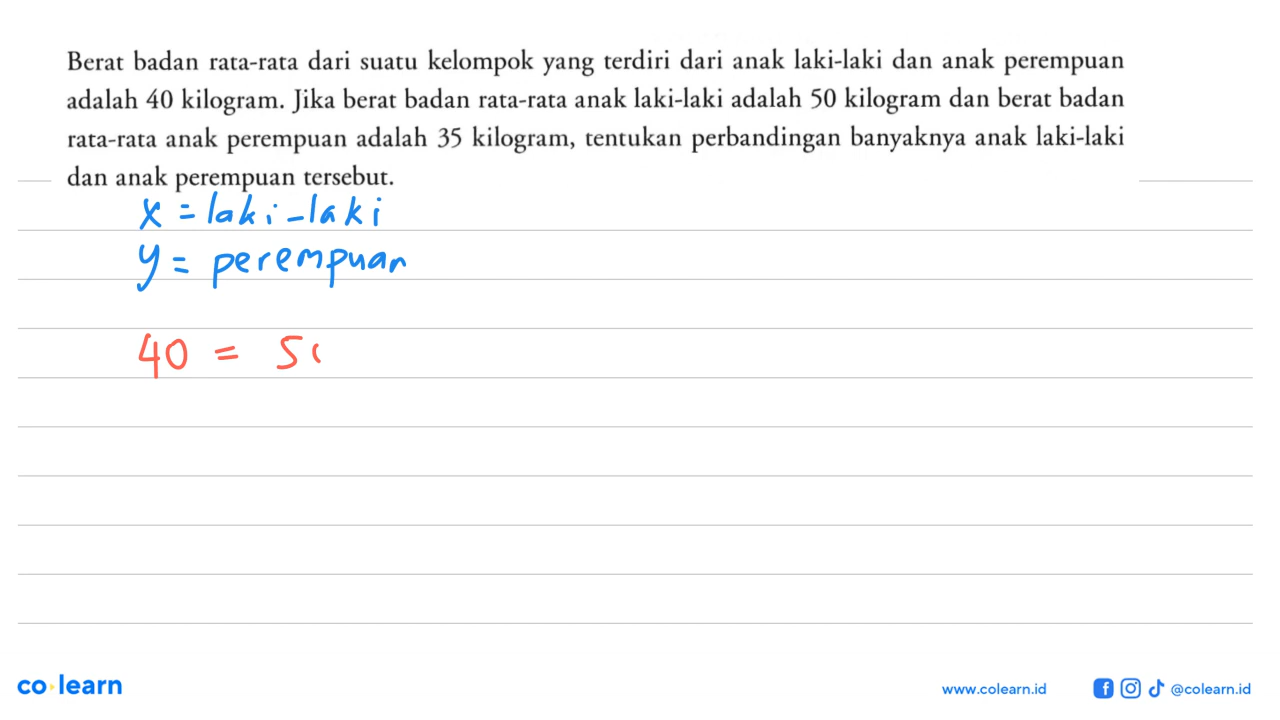 Berat badan rata-rata dari suatu kelompok yang terdiri dari anak laki-laki dan anak perempuan
adalah 40 kilogram. Jika berat badan rata-rata anak laki-laki adalah 50 kilogram dan berat badan
rata-rata anak perempuan adalah 35 kilogram, tentukan perbandingan banyaknya anak laki-laki
dan anak perempuan tersebut.
x = laki-laki
y = perempuan
40 = 5(
co learn
www.colearn.id @colearn.id